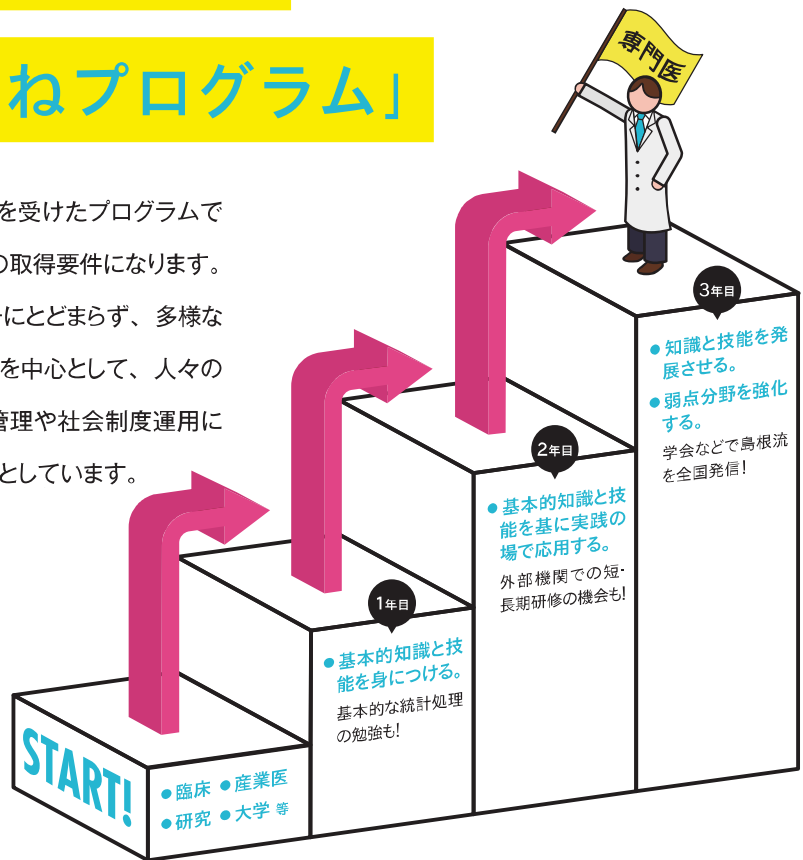 ねプログラム」
を受けたプログラムで
の取得要件になります。
にとどまらず、多様な
を中心として、人々の
管理や社会制度運用に
としています。
専門医
3年目
● 知識と技能を発
展させる。
● 弱点分野を強化
する。
学会などで島根流
を全国発信!
2年目
● 基本的知識と技
能を基に実践の
場で応用する。
外部機関での短・
長期研修の機会も!
1年目
● 基本的知識と技
能を身につける。
基本的な統計処理
の勉強も!
START!
● 臨床 ● 産業医
● 研究 ● 大学 等